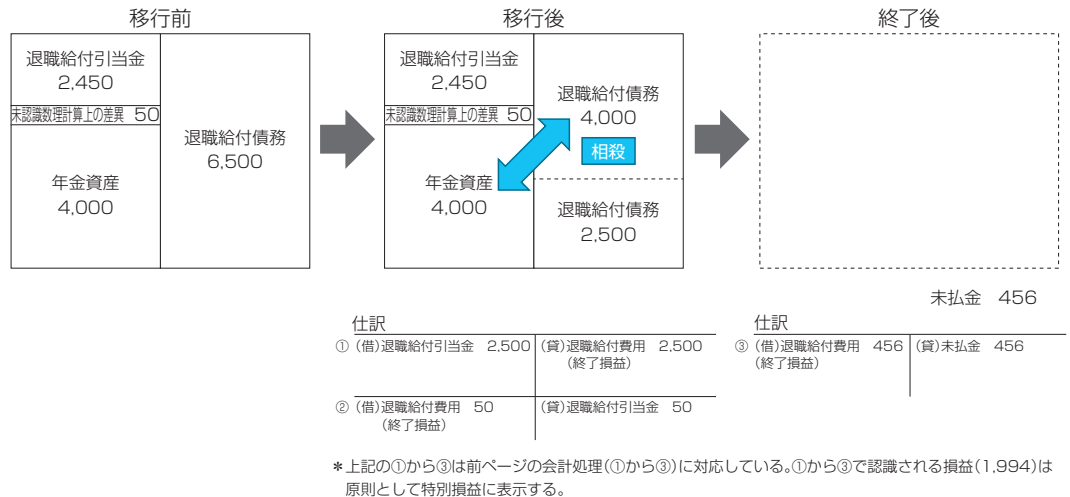 移行前
退職給付引当金
2,450
未認識数理計算上の差異 50
年金資産
4,000
退職給付債務
6,500
移行後
退職給付引当金
2,450
未認識数理計算上の差異 50
年金資産
4,000
退職給付債務
4,000
相殺
退職給付債務
2,500
終了後
未払金 456
仕訳
① (借)退職給付引当金 2,500 (貸)退職給付費用 2,500
(終了損益)
② (借)退職給付費用 50 (貸)退職給付引当金 50
(終了損益)
仕訳
③ (借)退職給付費用 456 (貸)未払金 456
(終了損益)
*上記の①から③は前ページの会計処理(①から③)に対応している。①から③で認識される損益(1,994)は
原則として特別損益に表示する。